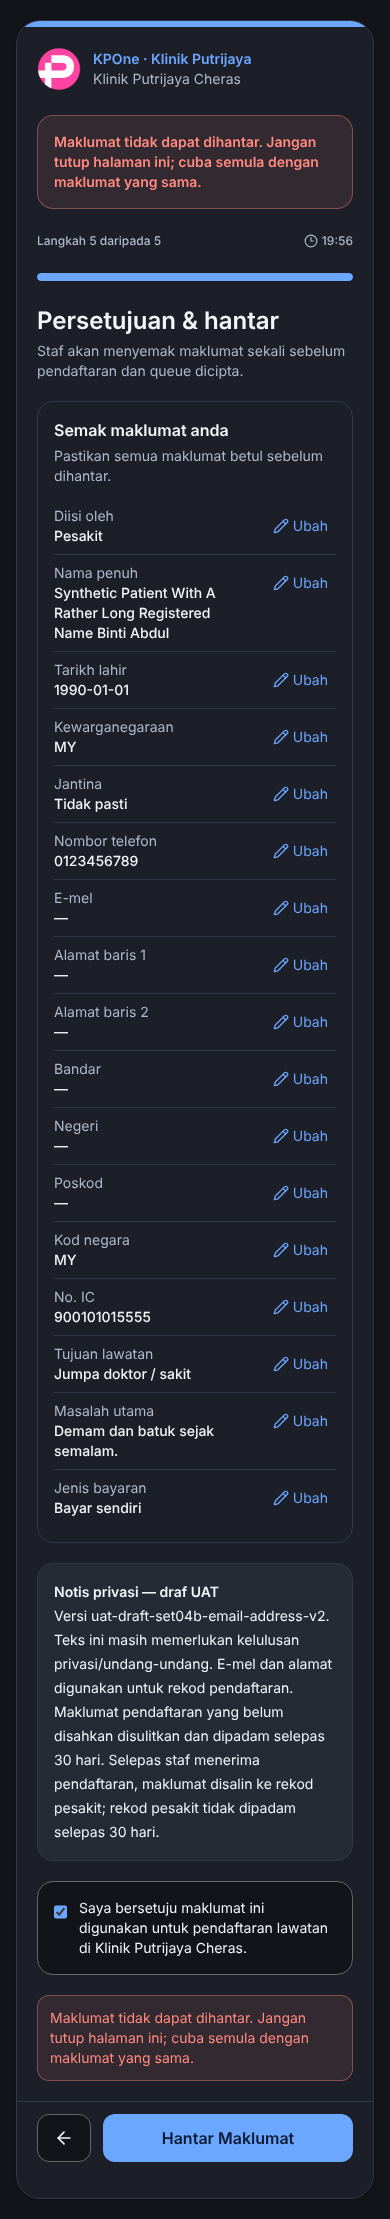 KPOne · Klinik Putrijaya
Klinik Putrijaya Cheras
Maklumat tidak dapat dihantar. Jangan
tutup halaman ini; cuba semula dengan
maklumat yang sama.
Langkah 5 daripada 5
19:56
Persetujuan & hantar
Staf akan menyemak maklumat sekali sebelum
pendaftaran dan queue dicipta.
Semak maklumat anda
Pastikan semua maklumat betul sebelum
dihantar.
Diisi oleh
Pesakit
Ubah
Nama penuh
Synthetic Patient With A
Rather Long Registered
Name Binti Abdul
Ubah
Tarikh lahir
1990-01-01
Ubah
Kewarganegaraan
MY
Ubah
Jantina
Tidak pasti
Ubah
Nombor telefon
0123456789
Ubah
E-mel
—
Ubah
Alamat baris 1
—
Ubah
Alamat baris 2
—
Ubah
Bandar
—
Ubah
Negeri
—
Ubah
Poskod
—
Ubah
Kod negara
MY
Ubah
No. IC
900101015555
Ubah
Tujuan lawatan
Jumpa doktor / sakit
Ubah
Masalah utama
Demam dan batuk sejak
semalam.
Ubah
Jenis bayaran
Bayar sendiri
Ubah
Notis privasi — draf UAT
Versi uat-draft-set04b-email-address-v2.
Teks ini masih memerlukan kelulusan
privasi/undang-undang. E-mel dan alamat
digunakan untuk rekod pendaftaran.
Maklumat pendaftaran yang belum
disahkan disulitkan dan dipadam selepas
30 hari. Selepas staf menerima
pendaftaran, maklumat disalin ke rekod
pesakit; rekod pesakit tidak dipadam
selepas 30 hari.
Saya bersetuju maklumat ini
digunakan untuk pendaftaran lawatan
di Klinik Putrijaya Cheras.
Maklumat tidak dapat dihantar. Jangan
tutup halaman ini; cuba semula dengan
maklumat yang sama.
Hantar Maklumat